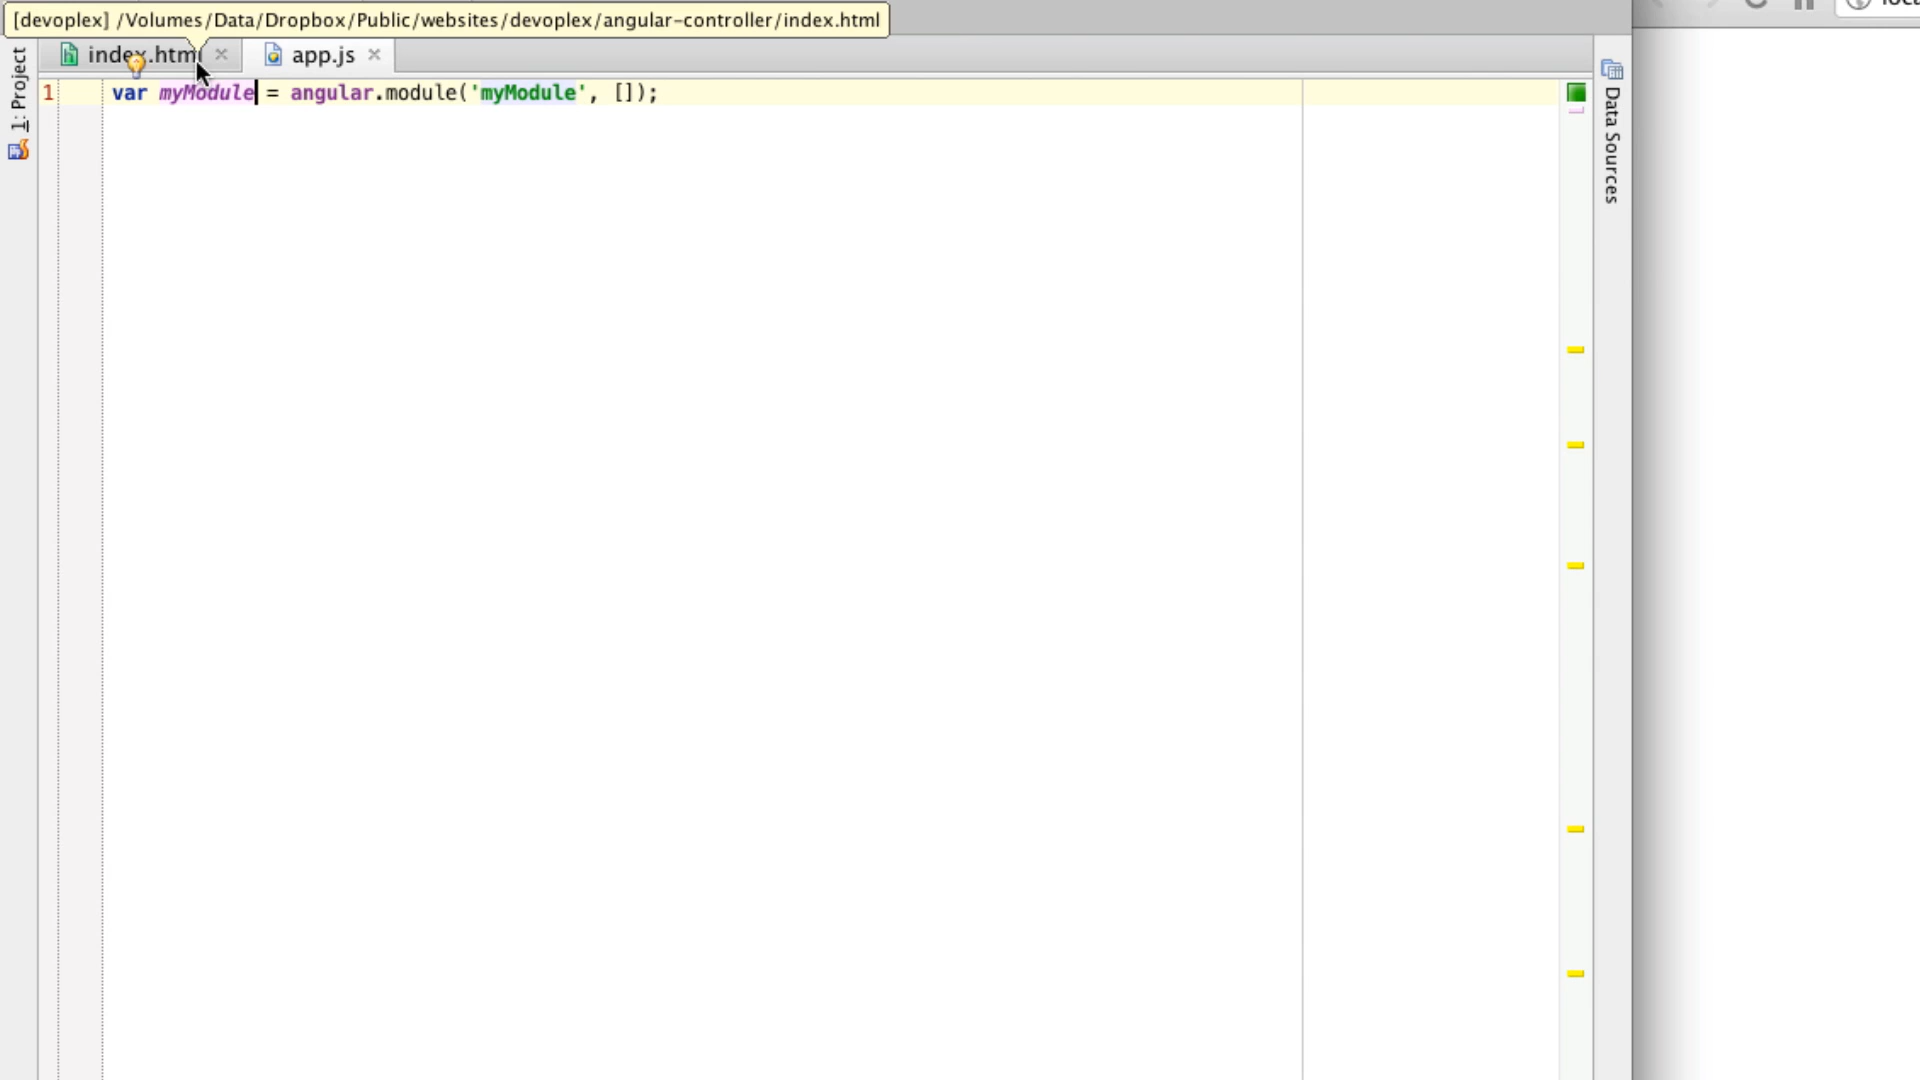 [devoplex] /Volumes/Data/Dropbox/Public/websites/devoplex/angular-controller/index.html
index.html
app.js
1: Project
1 var myModule = angular.module('myModule', []);
Data Sources